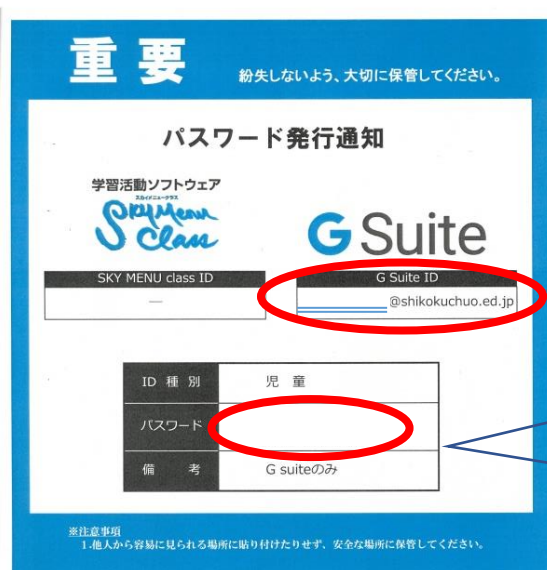 重要
紛失しないよう、大切に保管してください。
パスワード発行通知
学習活動ソフトウェア
スカイメニュークラス
SKYMENU
Class
G Suite
SKY MENU class ID
G Suite ID
—
@shikokuchuo.ed.jp
ID 種 別 児 童
パスワード
備 考 G suiteのみ
※注意事項
1.他人から容易に見られる場所に貼り付けたりせず、安全な場所に保管してください。